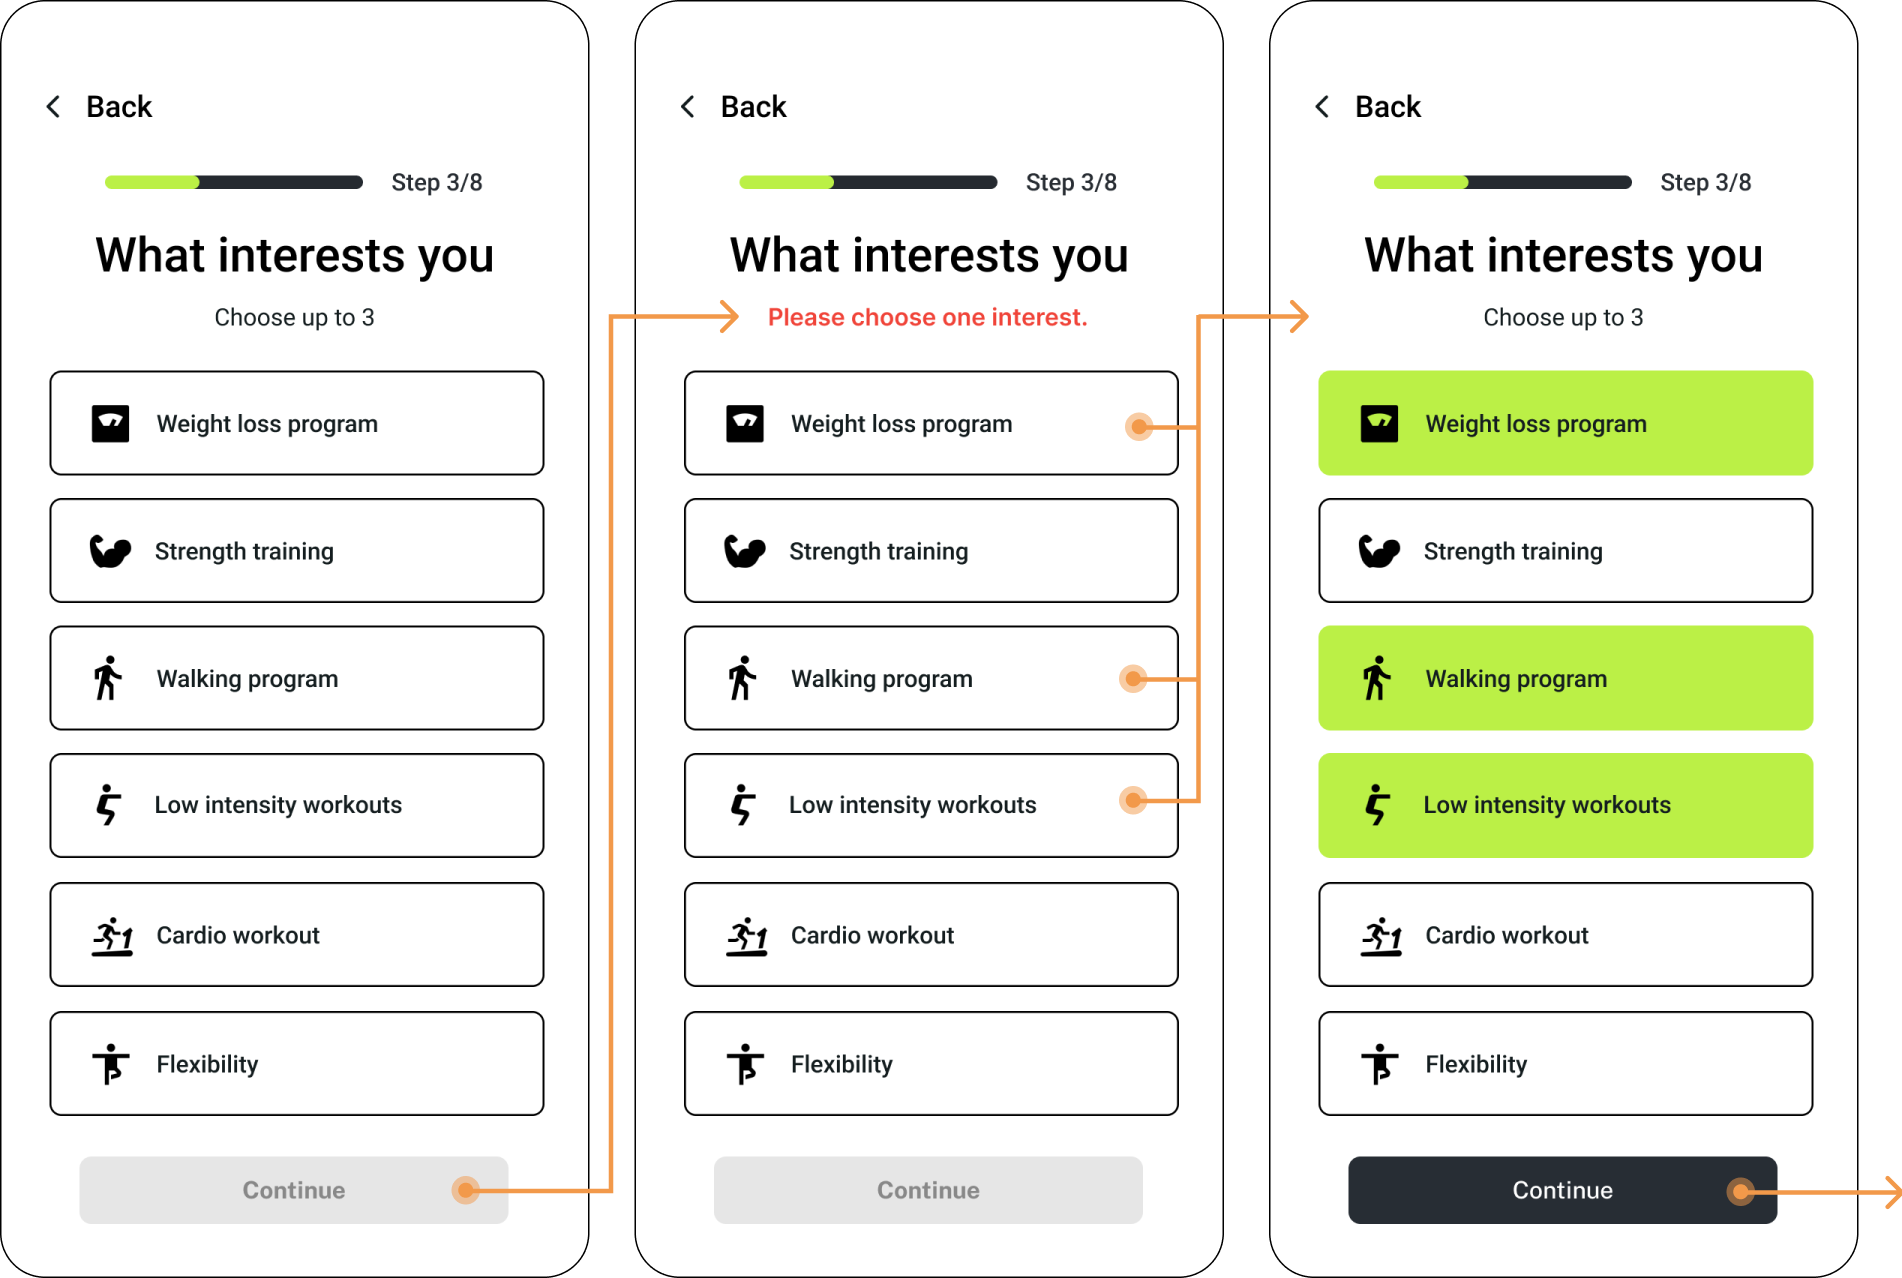 Back
Step 3/8
What interests you
Choose up to 3
Weight loss program
Strength training
Walking program
Low intensity workouts
Cardio workout
Flexibility
Continue
Back
Step 3/8
What interests you
Please choose one interest.
Weight loss program
Strength training
Walking program
Low intensity workouts
Cardio workout
Flexibility
Continue
Back
Step 3/8
What interests you
Choose up to 3
Weight loss program
Strength training
Walking program
Low intensity workouts
Cardio workout
Flexibility
Continue